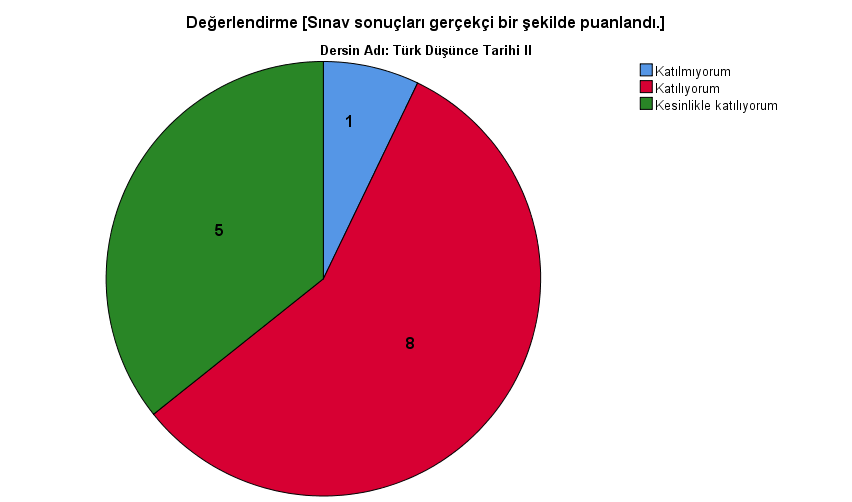 Değerlendirme [Sınav sonuçları gerçekçi bir şekilde puanlandı.]
Dersin Adı: Türk Düşünce Tarihi II
Katılmıyorum
Katılıyorum
Kesinlikle katılıyorum
1
5
8